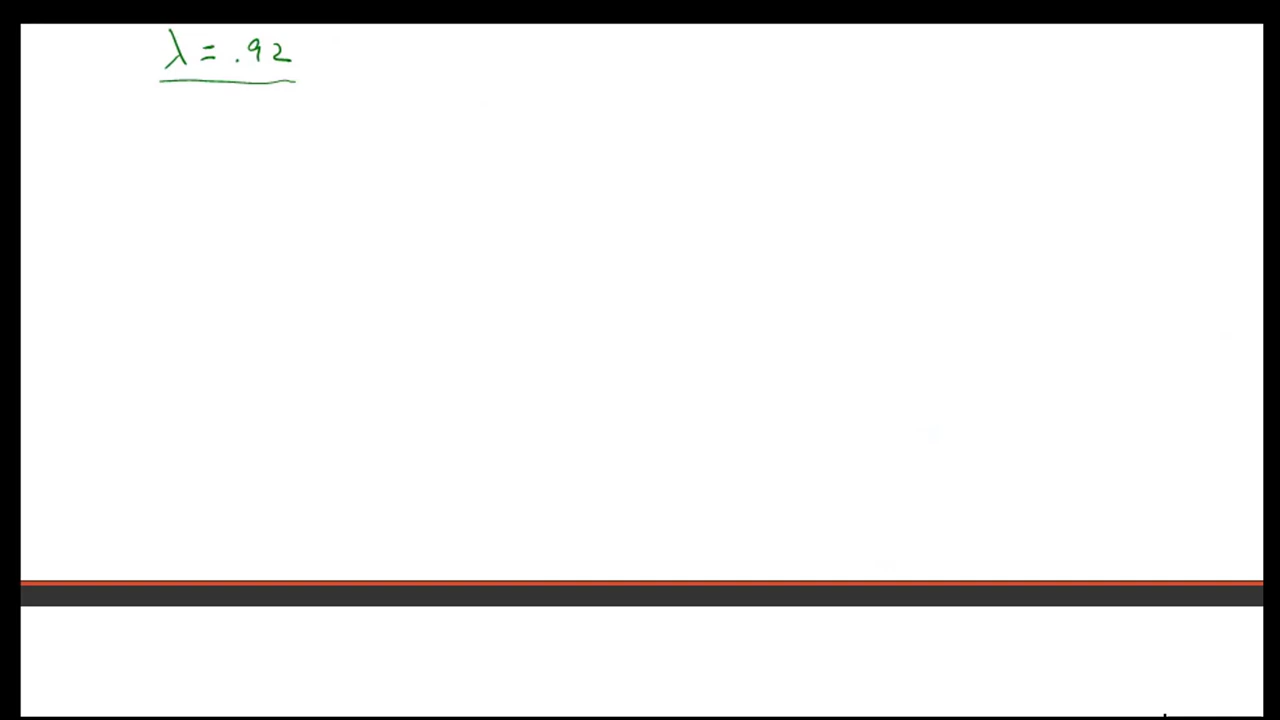 λ = .92